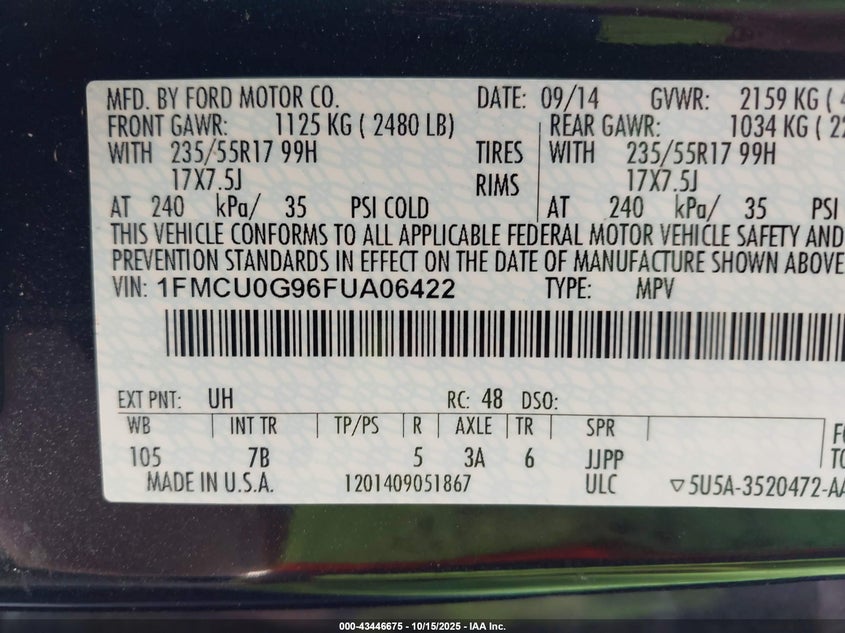 MFD. BY FORD MOTOR CO. DATE: 09/14 GVWR: 2159 KG ( 4
FRONT GAWR: 1125 KG ( 2480 LB) REAR GAWR: 1034 KG ( 22
WITH 235/55R17 99H TIRES WITH 235/55R17 99H
17X7.5J RIMS 17X7.5J
AT 240 kPa/ 35 PSI COLD AT 240 kPa/ 35 PSI
THIS VEHICLE CONFORMS TO ALL APPLICABLE FEDERAL MOTOR VEHICLE SAFETY AND
PREVENTION STANDARDS IN EFFECT ON THE DATE OF MANUFACTURE SHOWN ABOVE
VIN: 1FMCU0G96FUA06422 TYPE: MPV
EXT PNT: UH RC: 48 DSO:
WB INT TR TP/PS R AXLE TR SPR
105 7B 5 3A 6 JJPP
MADE IN U.S.A. 1201409051867 ULC ▽5U5A-3520472-AA
000-43446675 - 10/15/2025 - IAA Inc.